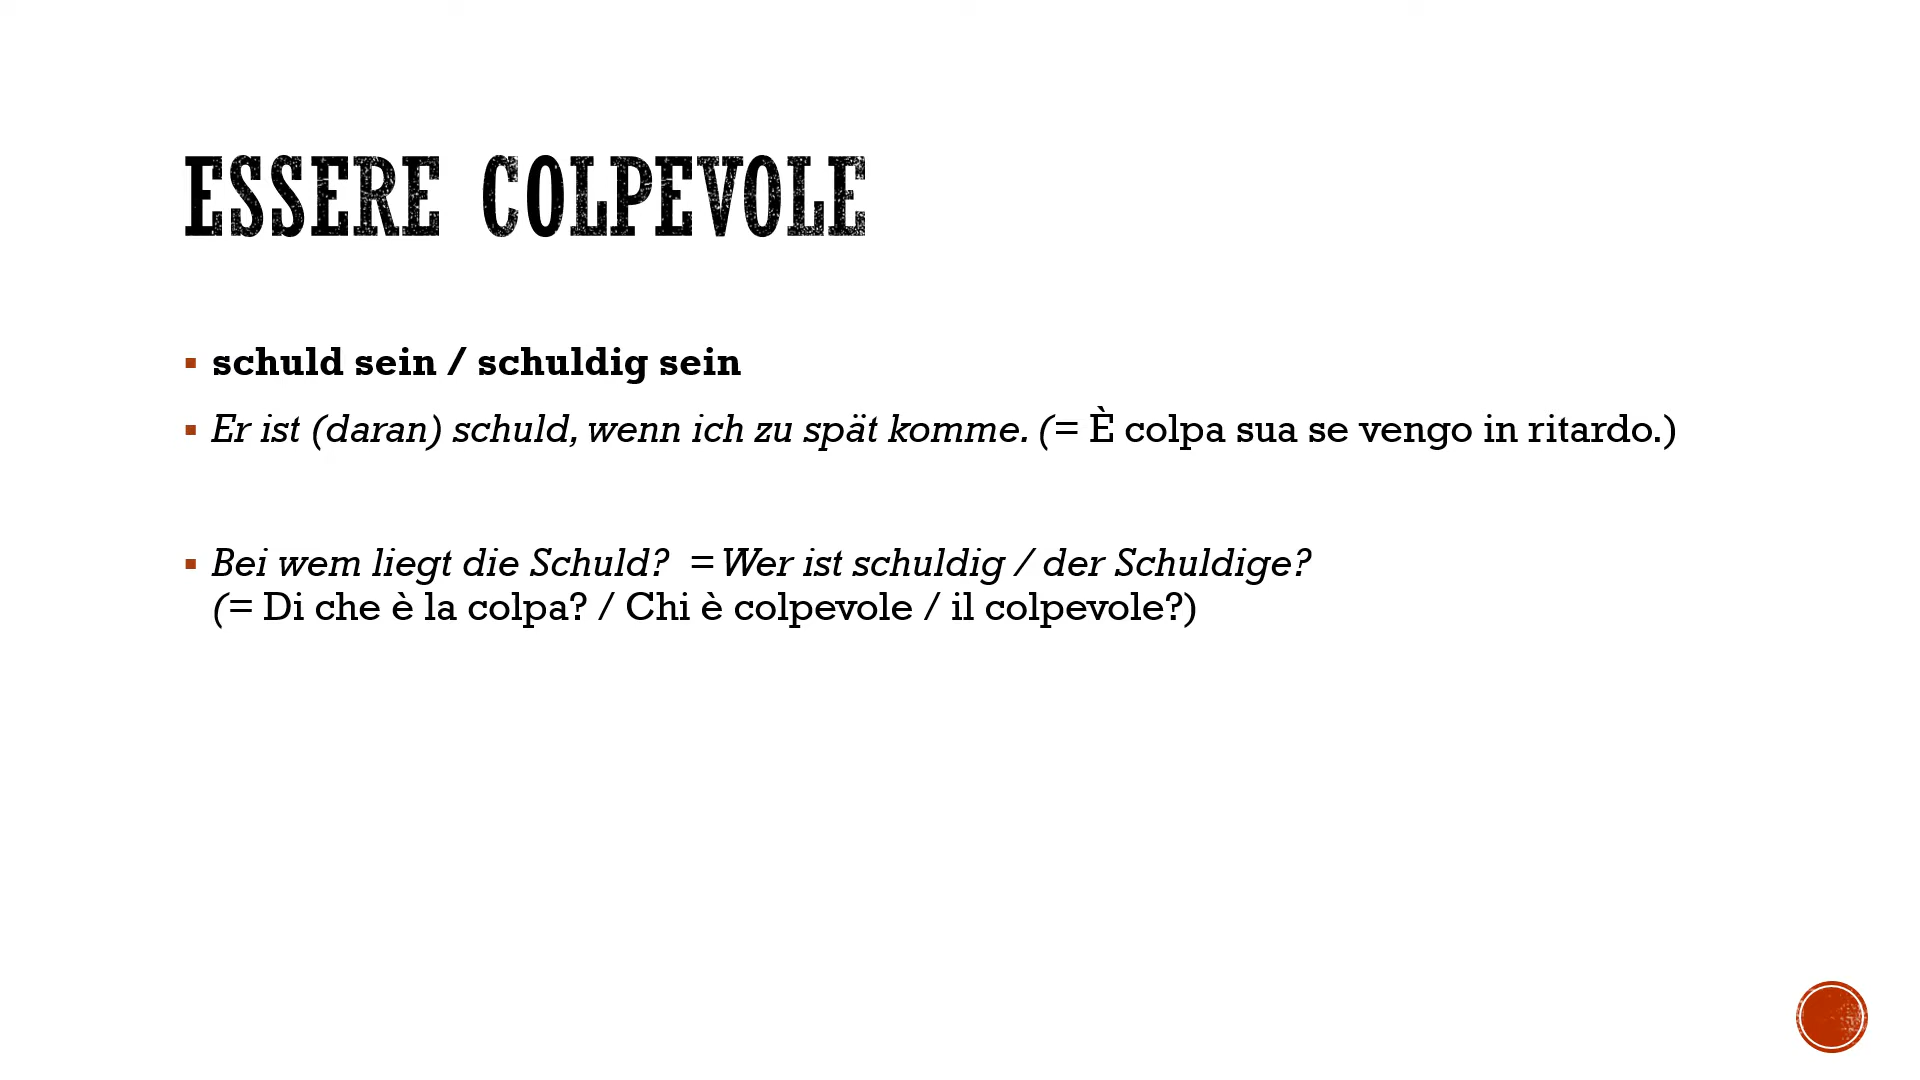 ESSERE COLPEVOLE
▪ schuld sein / schuldig sein
▪ Er ist (daran) schuld, wenn ich zu spät komme. (= È colpa sua se vengo in ritardo.)
▪ Bei wem liegt die Schuld? = Wer ist schuldig / der Schuldige?
(= Di che è la colpa? / Chi è colpevole / il colpevole?)